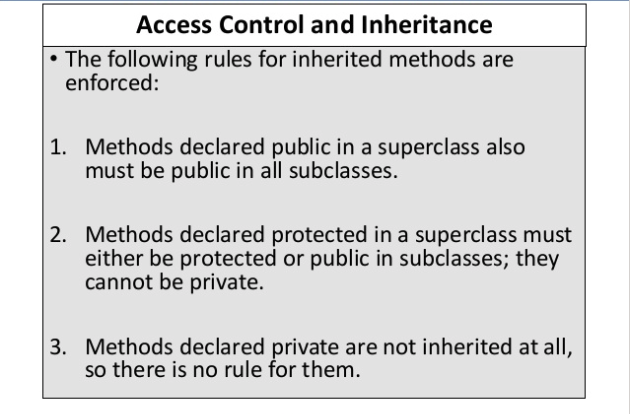 Access Control and Inheritance
• The following rules for inherited methods are
enforced:
1. Methods declared public in a superclass also
must be public in all subclasses.
2. Methods declared protected in a superclass must
either be protected or public in subclasses; they
cannot be private.
3. Methods declared private are not inherited at all,
so there is no rule for them.